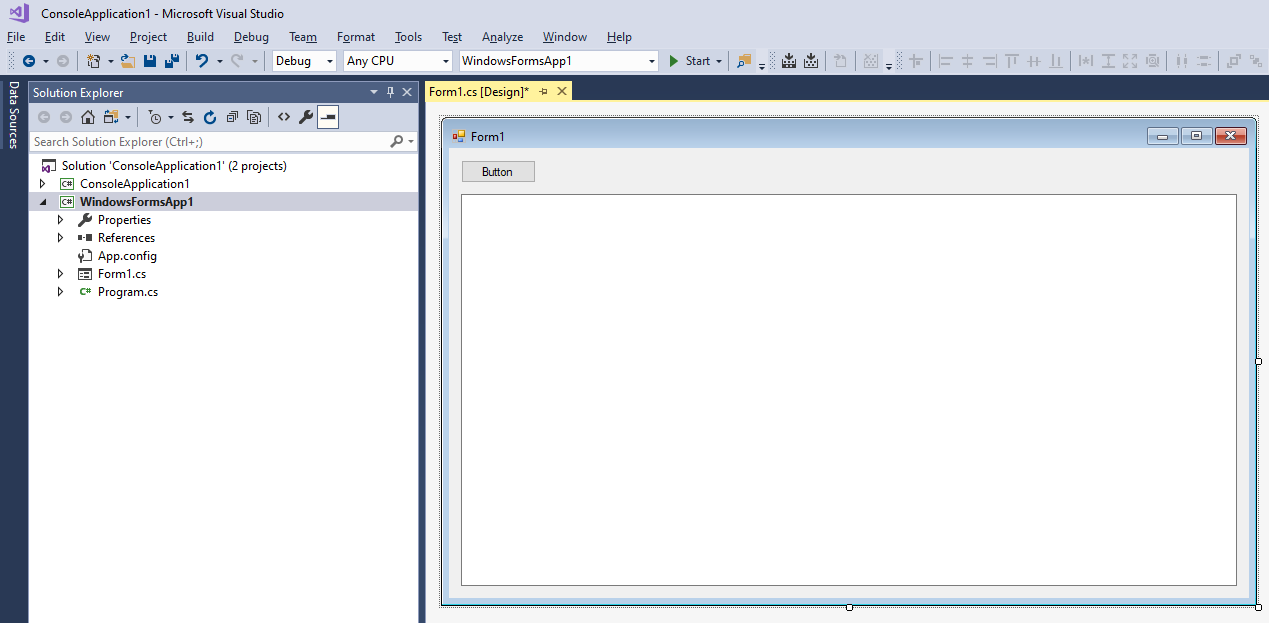 ConsoleApplication1 - Microsoft Visual Studio
File Edit View Project Build Debug Team Format Tools Test Analyze Window Help
Debug Any CPU WindowsFormsApp1 Start
Data Sources
Solution Explorer
Form1.cs [Design]*
Search Solution Explorer (Ctrl+;)
Form1
Button
Solution 'ConsoleApplication1' (2 projects)
C# ConsoleApplication1
C# WindowsFormsApp1
Properties
References
App.config
Form1.cs
C# Program.cs